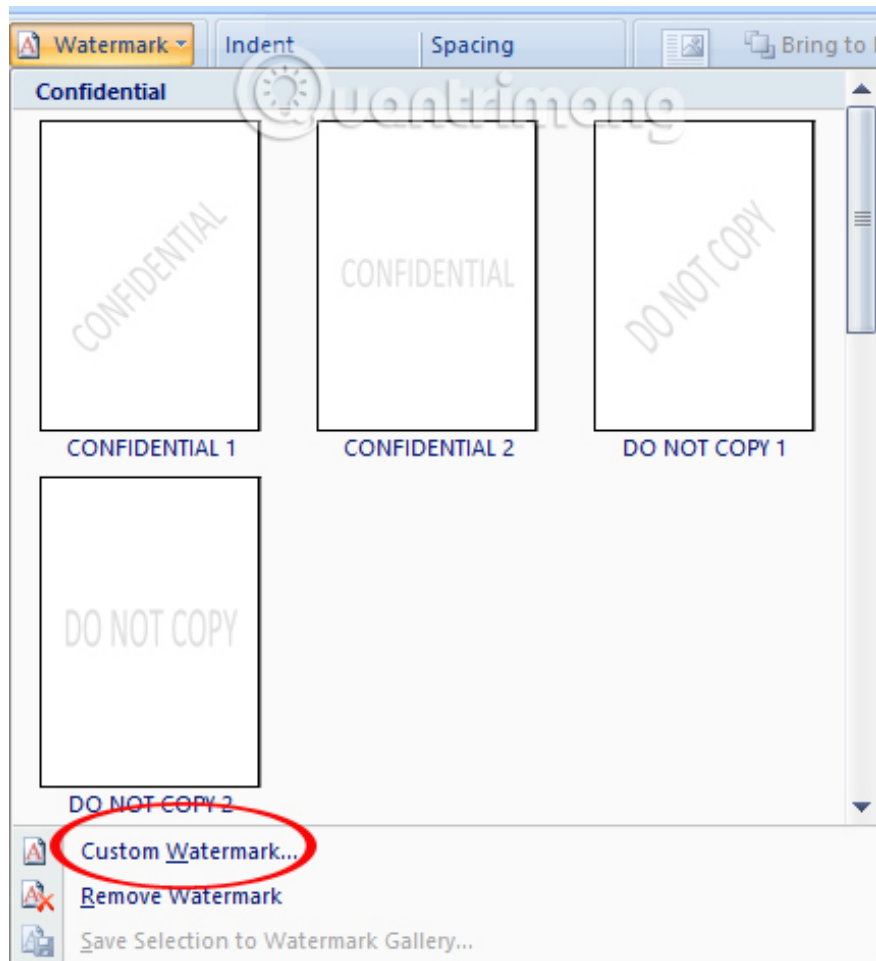 Watermark Indent Spacing Bring to
Confidential
Quantrimang
CONFIDENTIAL CONFIDENTIAL DO NOT COPY
CONFIDENTIAL 1 CONFIDENTIAL 2 DO NOT COPY 1
DO NOT COPY
DO NOT COPY 2
Custom Watermark...
Remove Watermark
Save Selection to Watermark Gallery...